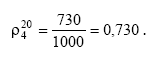 ρ₄²⁰ = 730/1000 = 0,730 .